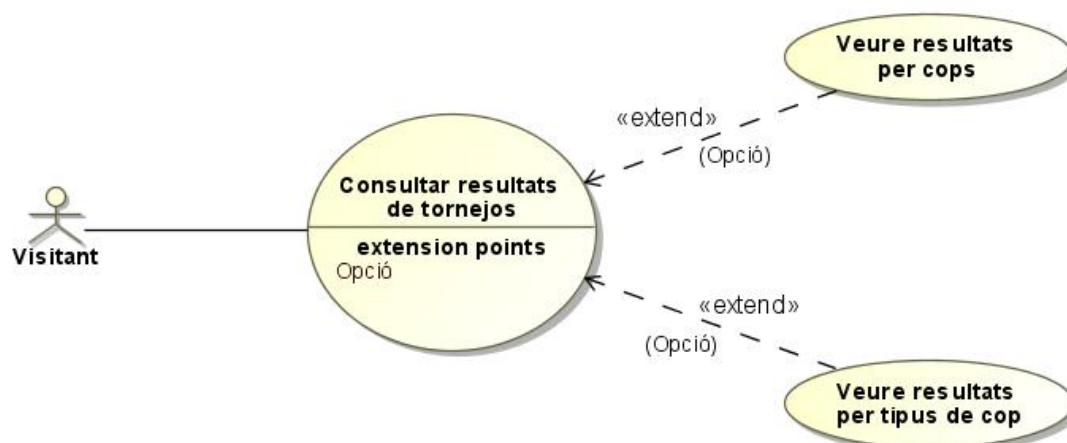 Veure resultats
per cops
«extend»
(Opció)
Consultar resultats
de tornejos
extension points
Opció
Visitant
«extend»
(Opció)
Veure resultats
per tipus de cop